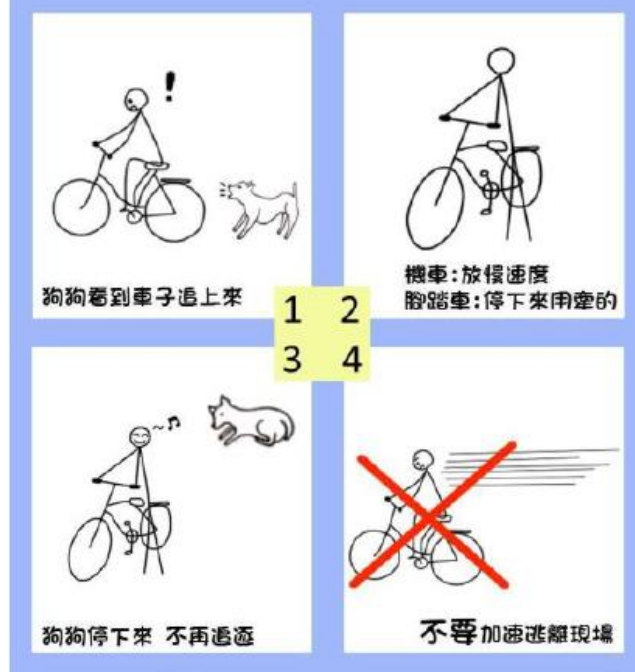 !
狗狗看到車子追上來
機車:放慢速度
腳踏車:停下來用牽的
1 2
3 4
狗狗停下來 不再追逐
不要加速逃離現場